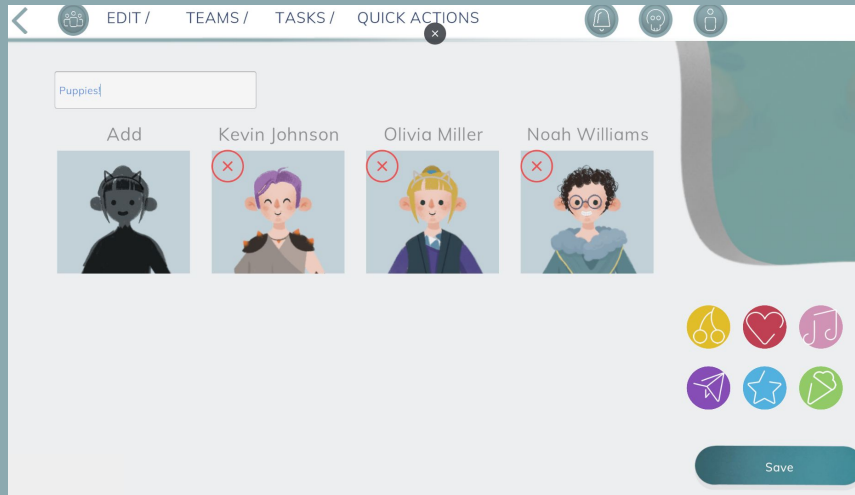 EDIT / TEAMS / TASKS / QUICK ACTIONS
Puppies!
Add Kevin Johnson Olivia Miller Noah Williams
Save